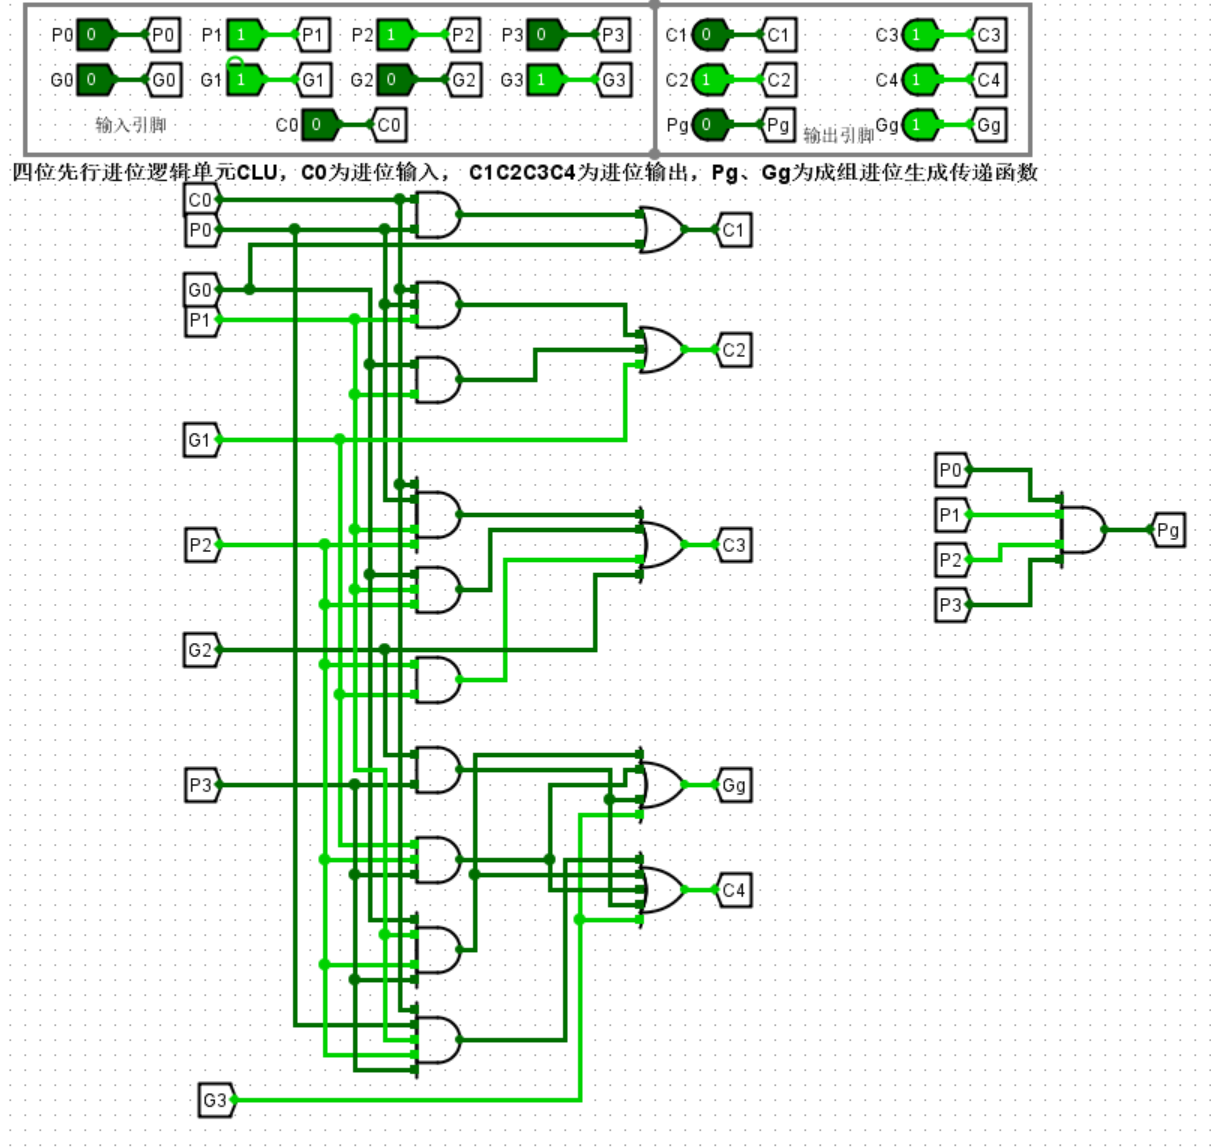 P0 0 P0 P1 1 P1 P2 1 P2 P3 0 P3 C1 0 C1 C3 1 C3
G0 0 G0 G1 1 G1 G2 0 G2 G3 1 G3 C2 1 C2 C4 1 C4
输入引脚 C0 0 C0 Pg 0 Pg 输出引脚 Gg 1 Gg
四位先行进位逻辑单元CLU，C0为进位输入， C1C2C3C4为进位输出，Pg、Gg为成组进位生成传递函数
C0
P0 C1
G0
P1
C2
G1
P0
P1
P2 C3 Pg
P2
P3
G2
P3 Gg
C4
G3